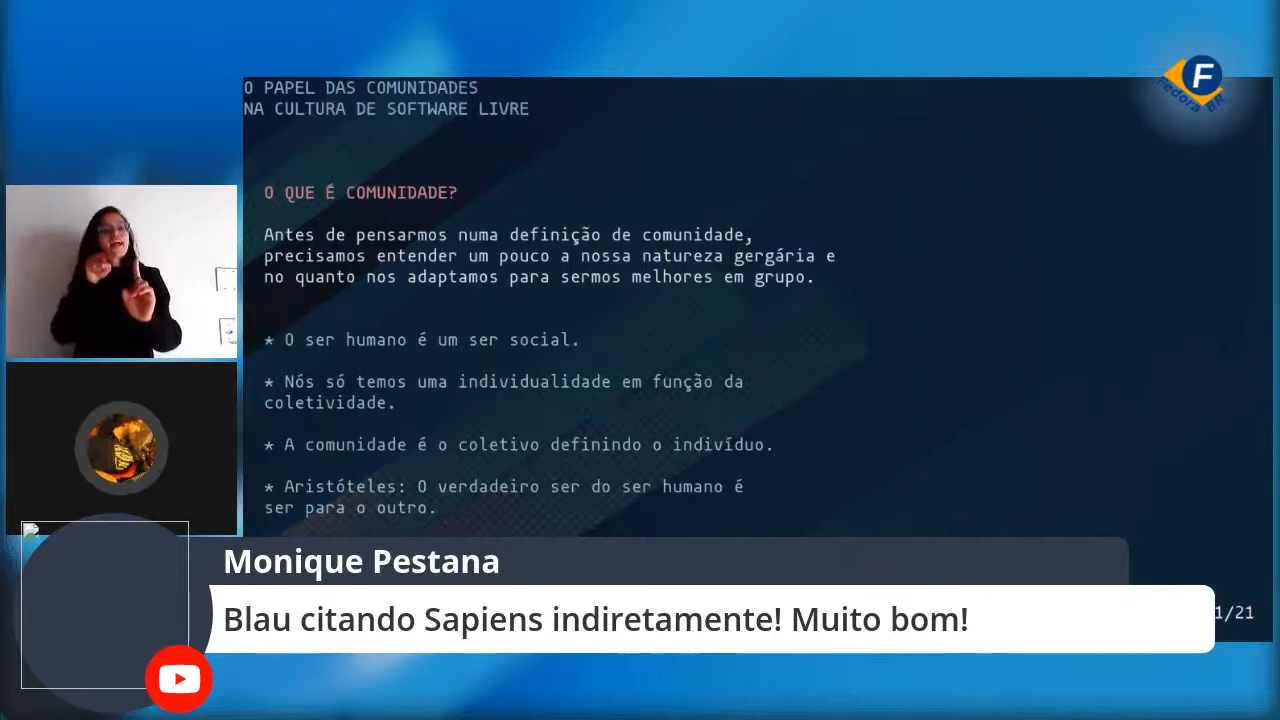 O PAPEL DAS COMUNIDADES
NA CULTURA DE SOFTWARE LIVRE
F
Fedora BR
O QUE É COMUNIDADE?
Antes de pensarmos numa definição de comunidade,
precisamos entender um pouco a nossa natureza gergária e
no quanto nos adaptamos para sermos melhores em grupo.
* O ser humano é um ser social.
* Nós só temos uma individualidade em função da
coletividade.
* A comunidade é o coletivo definindo o indivíduo.
* Aristóteles: O verdadeiro ser do ser humano é
ser para o outro.
Monique Pestana
Blau citando Sapiens indiretamente! Muito bom!
1/21